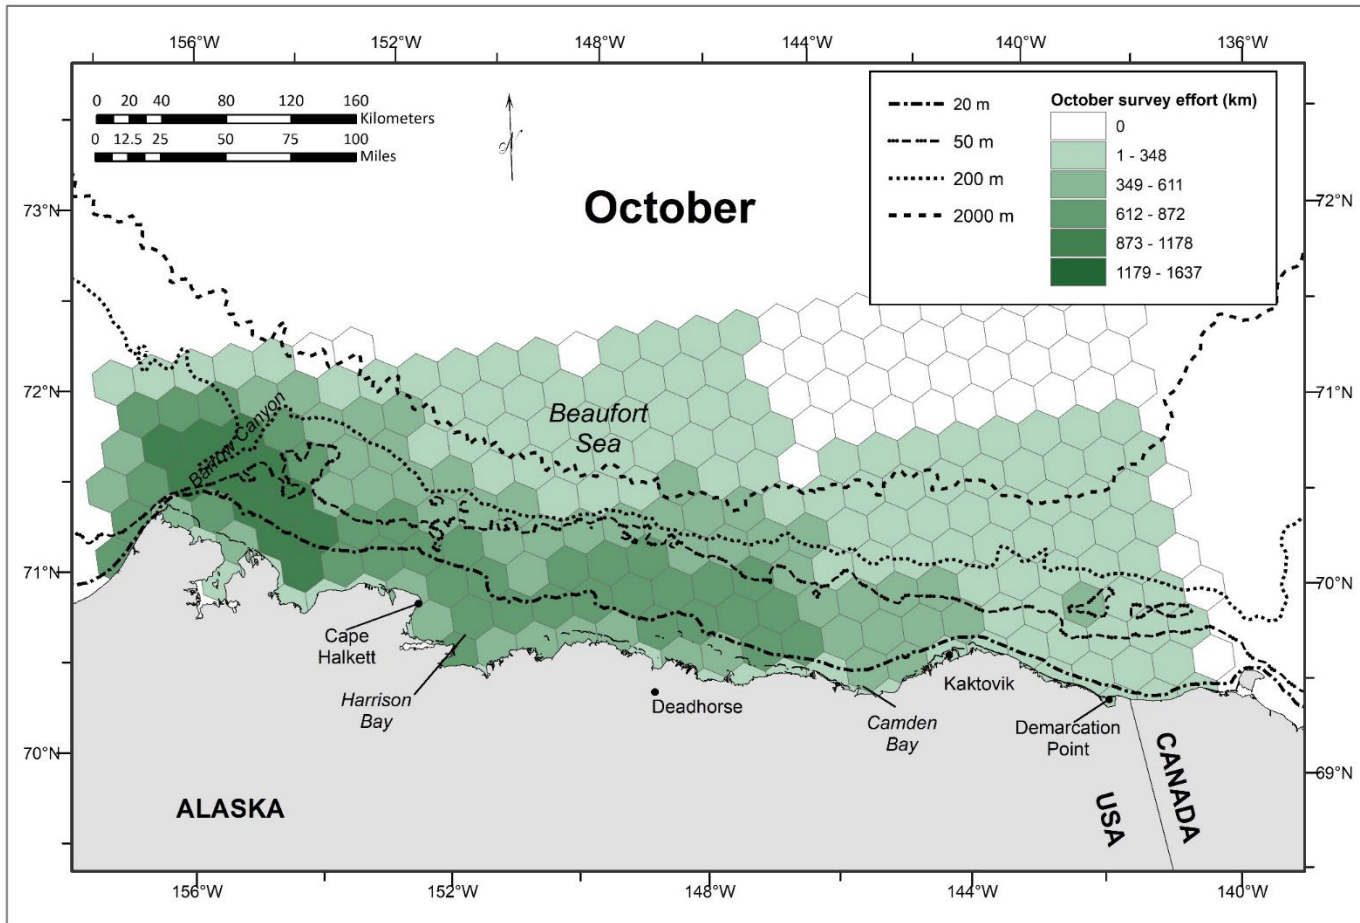 156°W 152°W 148°W 144°W 140°W 136°W
0 20 40 80 120 160
Kilometers
0 12.5 25 50 75 100
Miles
N
October
20 m
50 m
200 m
2000 m
October survey effort (km)
0
1 - 348
349 - 611
612 - 872
873 - 1178
1179 - 1637
73°N
72°N
72°N
71°N
Beaufort
Sea
Barrow Canyon
71°N
70°N
Cape
Halkett
Harrison
Bay
Deadhorse
Kaktovik
Camden
Bay
Demarcation
Point
70°N
69°N
ALASKA
USA
CANADA
156°W 152°W 148°W 144°W 140°W